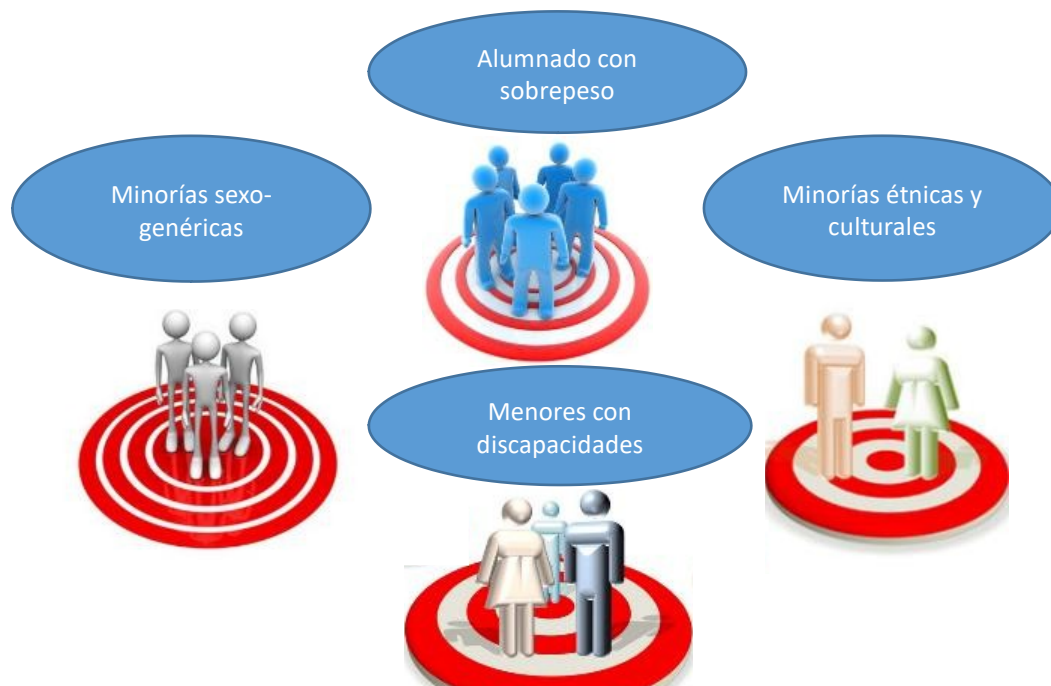 Alumnado con
sobrepeso
Minorías sexo-
genéricas
Minorías étnicas y
culturales
Menores con
discapacidades